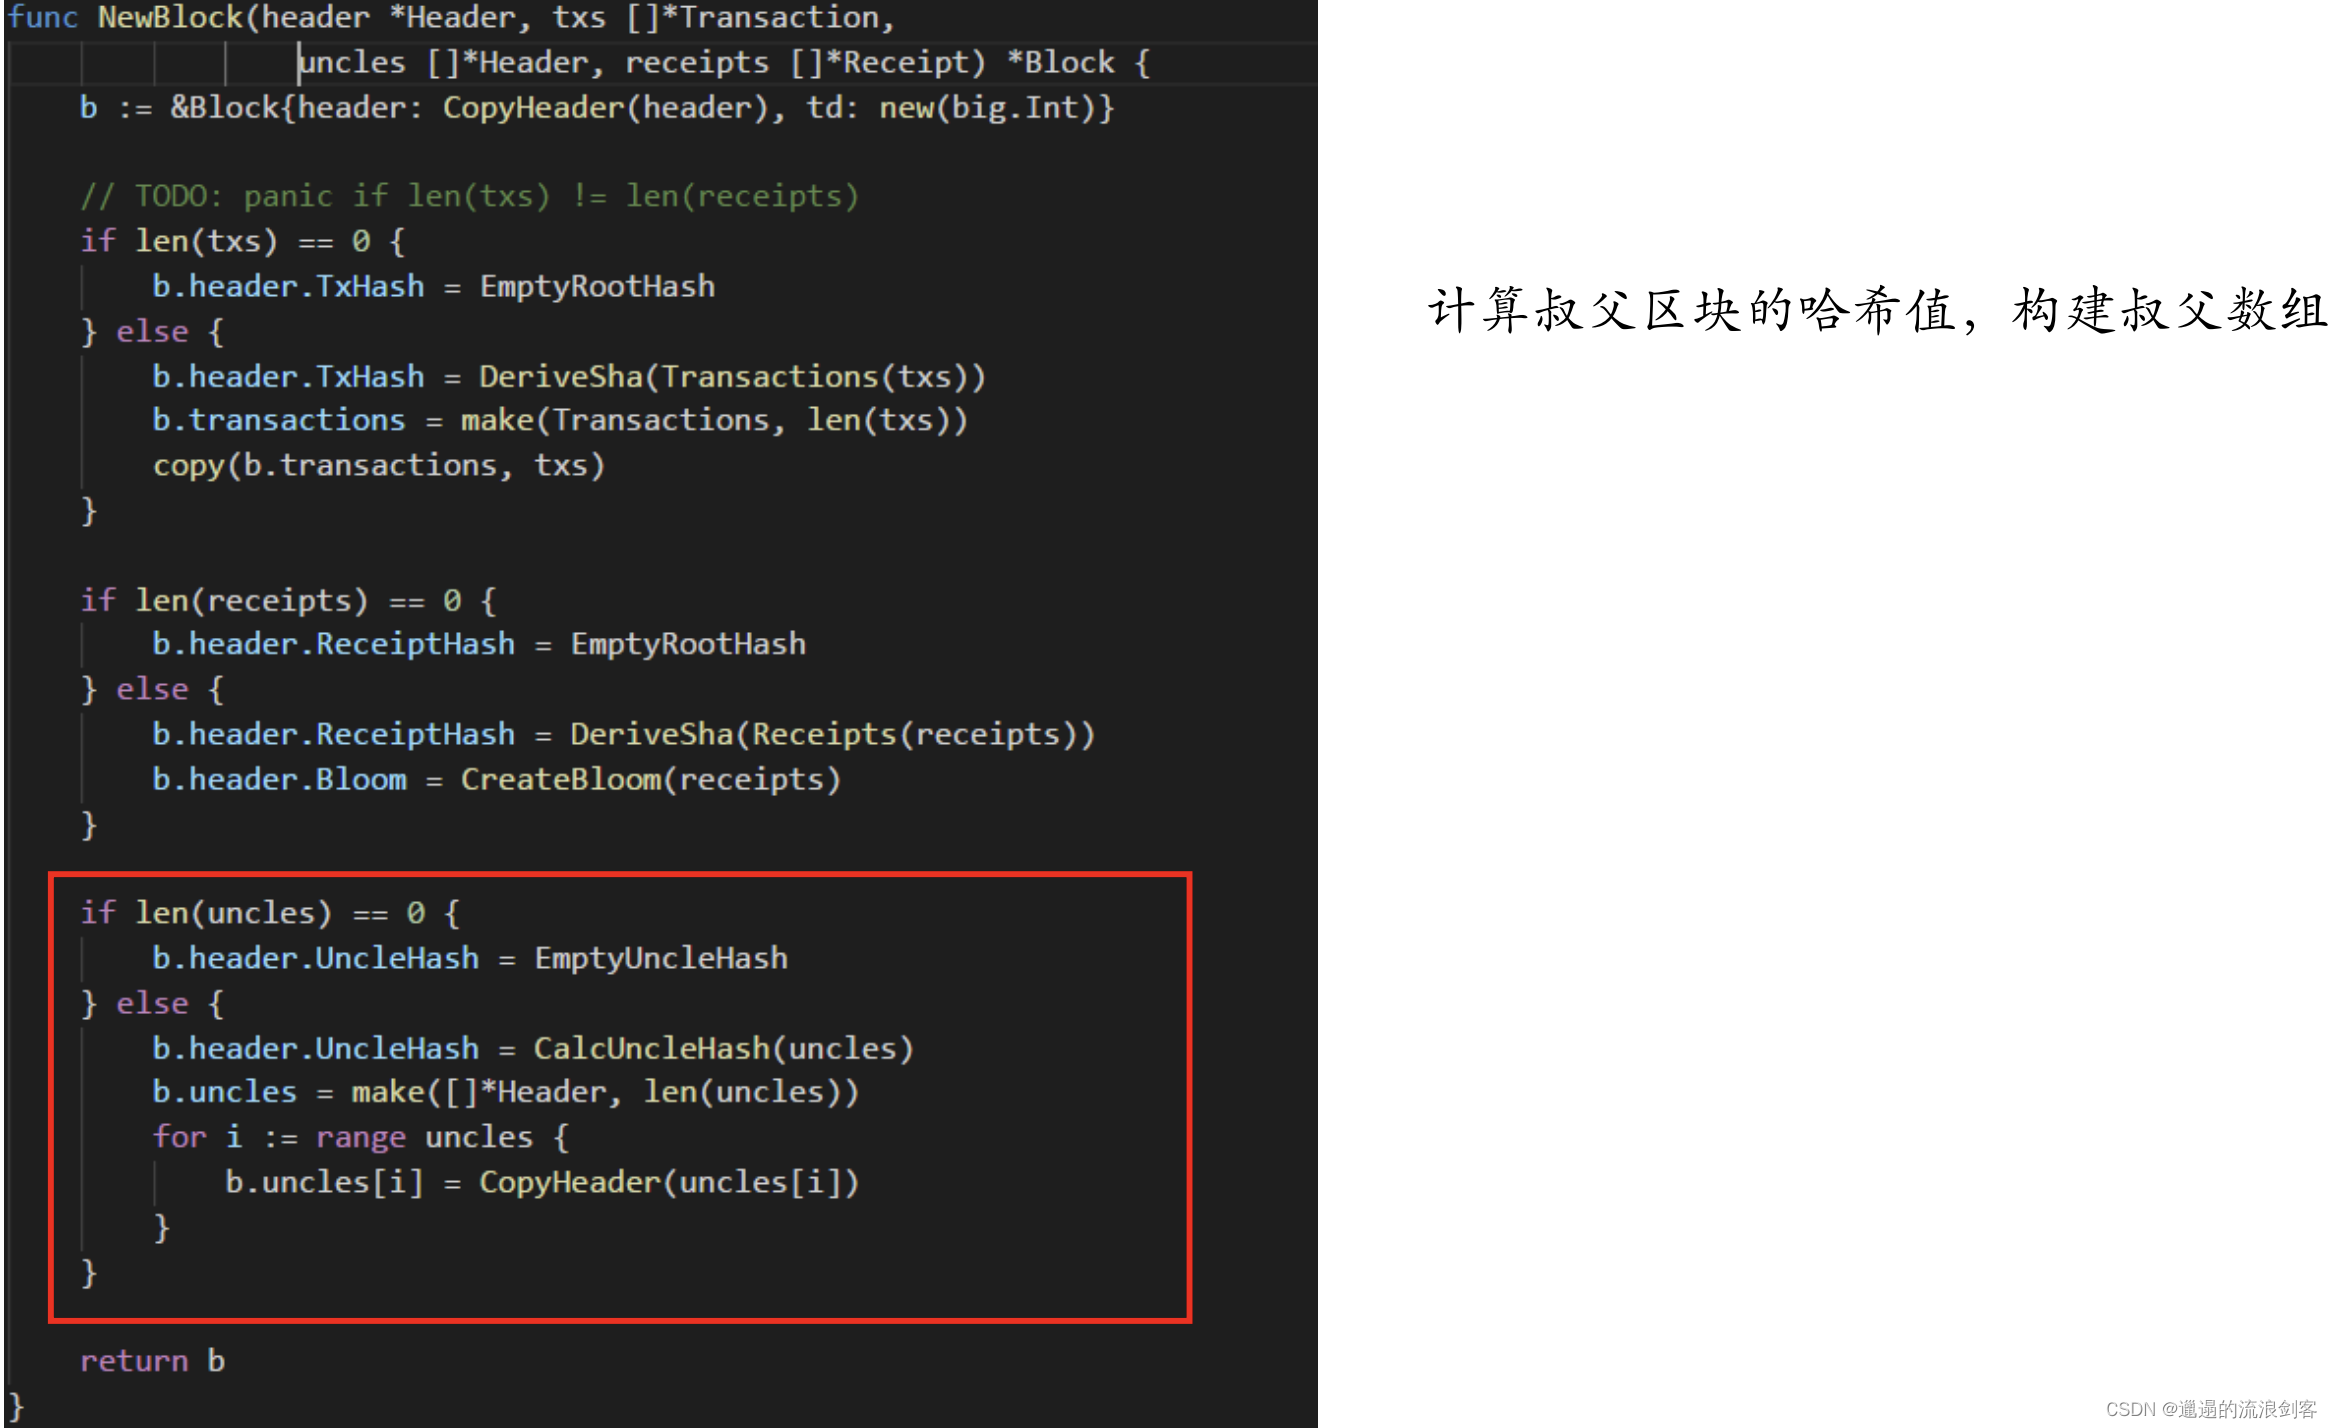 func NewBlock(header *Header, txs []*Transaction,
uncles []*Header, receipts []*Receipt) *Block {
b := &Block{header: CopyHeader(header), td: new(big.Int)}
// TODO: panic if len(txs) != len(receipts)
if len(txs) == 0 {
b.header.TxHash = EmptyRootHash
} else {
b.header.TxHash = DeriveSha(Transactions(txs))
b.transactions = make(Transactions, len(txs))
copy(b.transactions, txs)
}
if len(receipts) == 0 {
b.header.ReceiptHash = EmptyRootHash
} else {
b.header.ReceiptHash = DeriveSha(Receipts(receipts))
b.header.Bloom = CreateBloom(receipts)
}
if len(uncles) == 0 {
b.header.UncleHash = EmptyUncleHash
} else {
b.header.UncleHash = CalcUncleHash(uncles)
b.uncles = make([]*Header, len(uncles))
for i := range uncles {
b.uncles[i] = CopyHeader(uncles[i])
}
}
return b
}
计算叔父区块的哈希值，构建叔父数组
CSDN @邋遢的流浪剑客